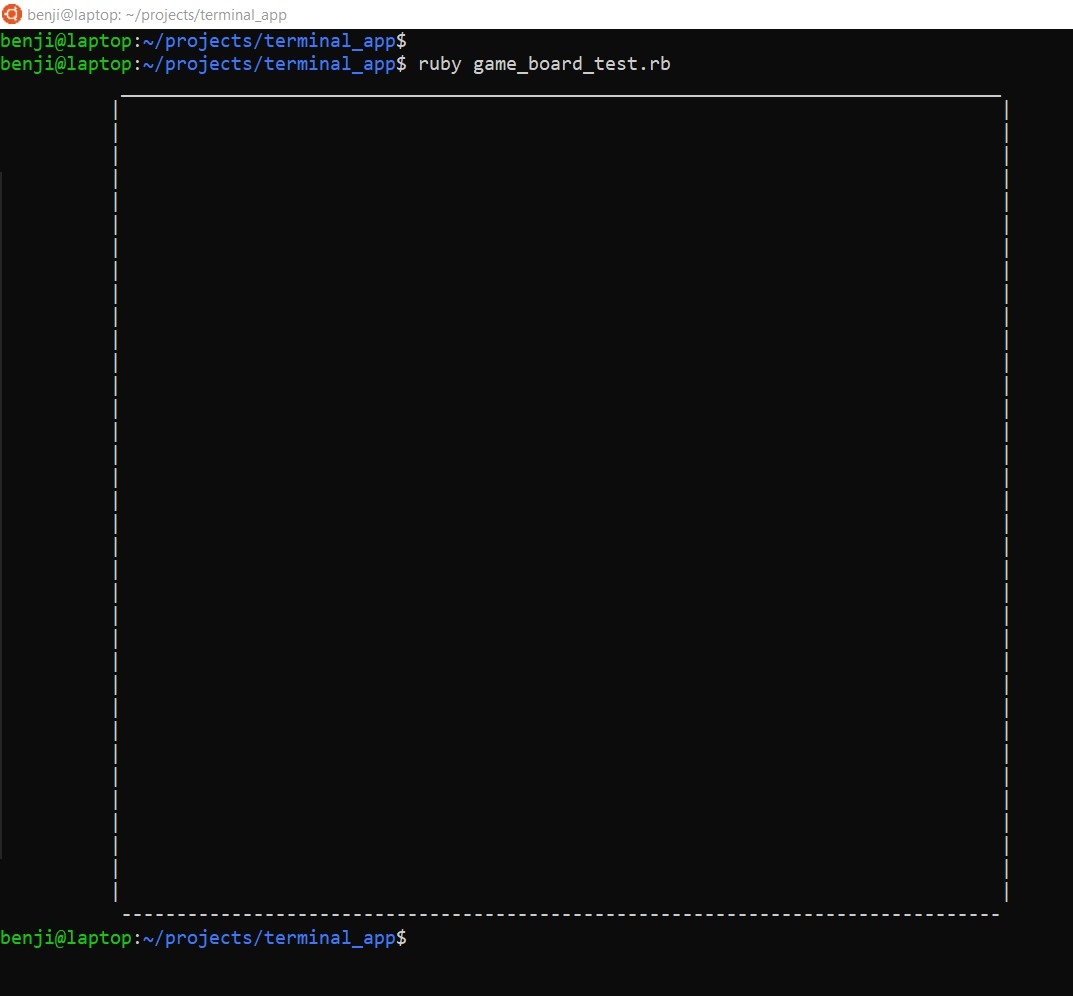 benji@laptop: ~/projects/terminal_app
benji@laptop:~/projects/terminal_app$
benji@laptop:~/projects/terminal_app$ ruby game_board_test.rb
benji@laptop:~/projects/terminal_app$